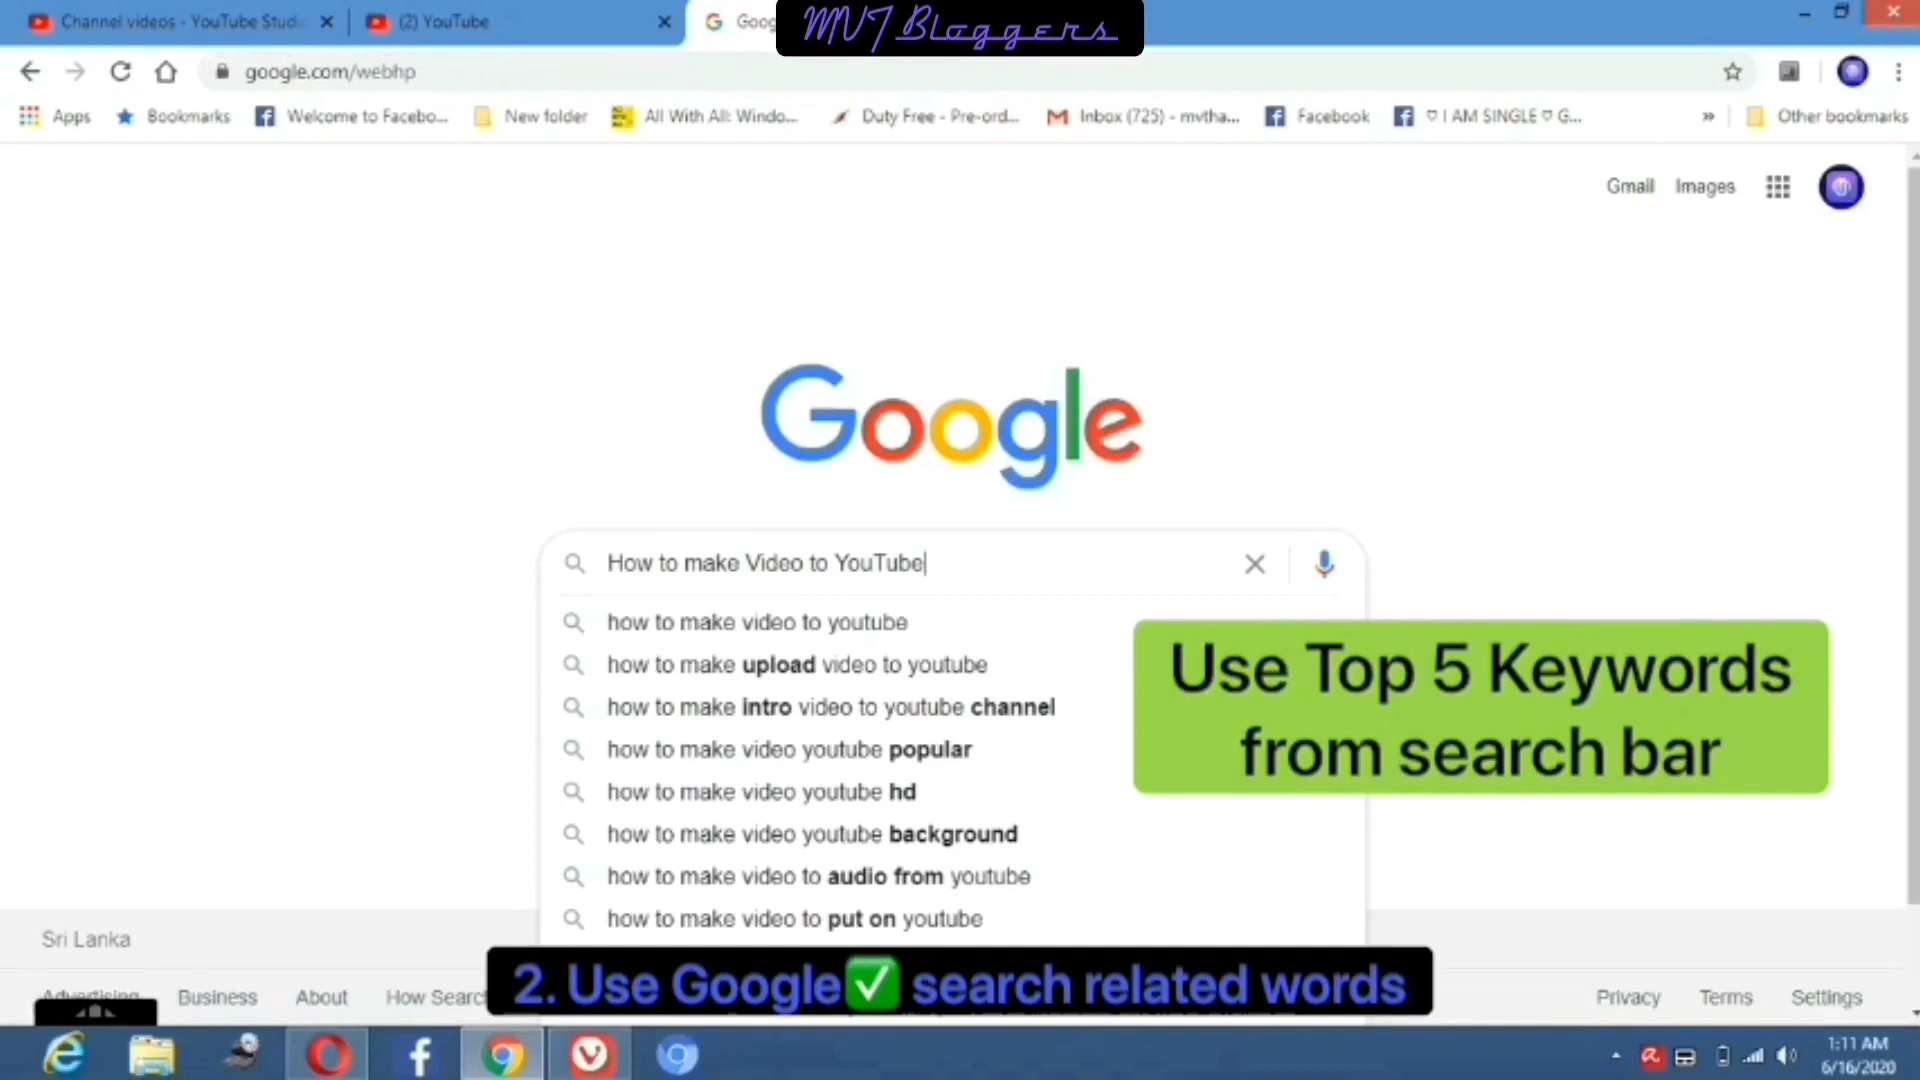 Channel videos - YouTube Studi
(2) YouTube
Goog
MVT Bloggers
google.com/webhp
Apps
Bookmarks
Welcome to Facebo...
New folder
All With All: Windo...
Duty Free - Pre-ord...
Inbox (725) - mvtha...
Facebook
♡ I AM SINGLE ♡ G...
»
Other bookmarks
Gmail
Images
Google
How to make Video to YouTube
how to make video to youtube
how to make upload video to youtube
how to make intro video to youtube channel
how to make video youtube popular
how to make video youtube hd
how to make video youtube background
how to make video to audio from youtube
how to make video to put on youtube
Use Top 5 Keywords
from search bar
Sri Lanka
2. Use Google✅ search related words
Advertising
Business
About
How Searc
Privacy
Terms
Settings
1:11 AM
6/16/2020